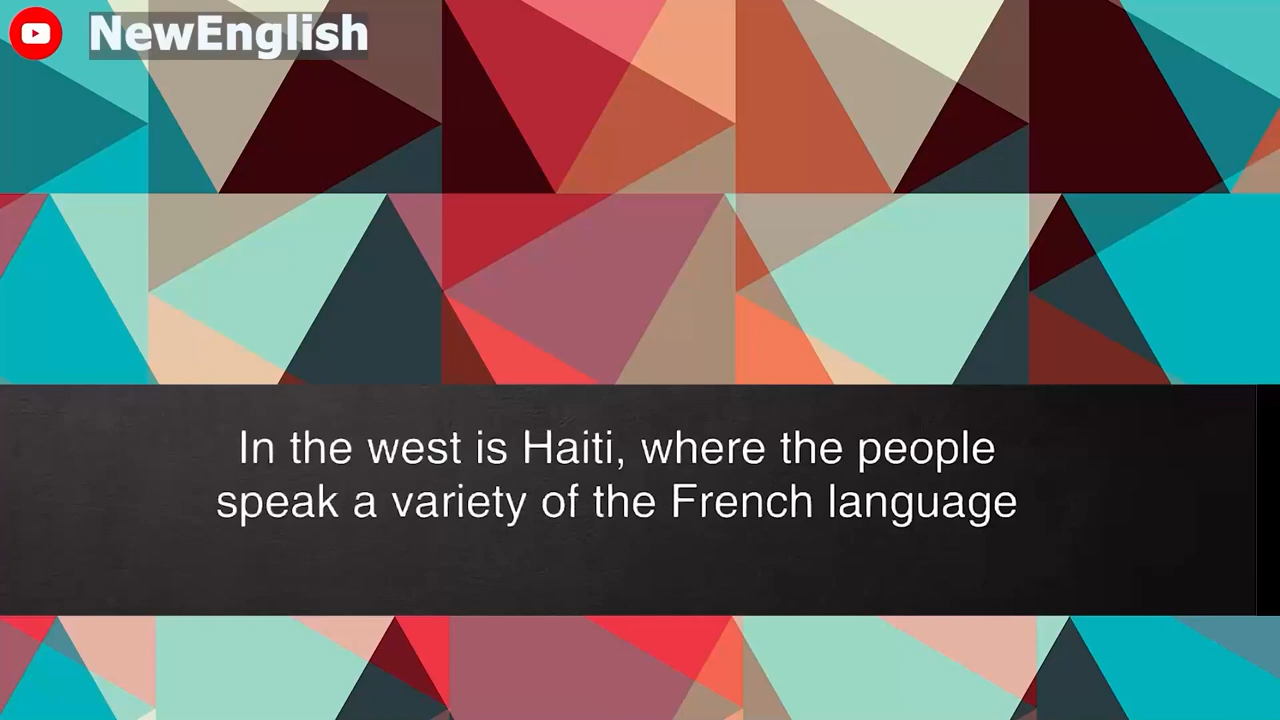 NewEnglish
In the west is Haiti, where the people
speak a variety of the French language